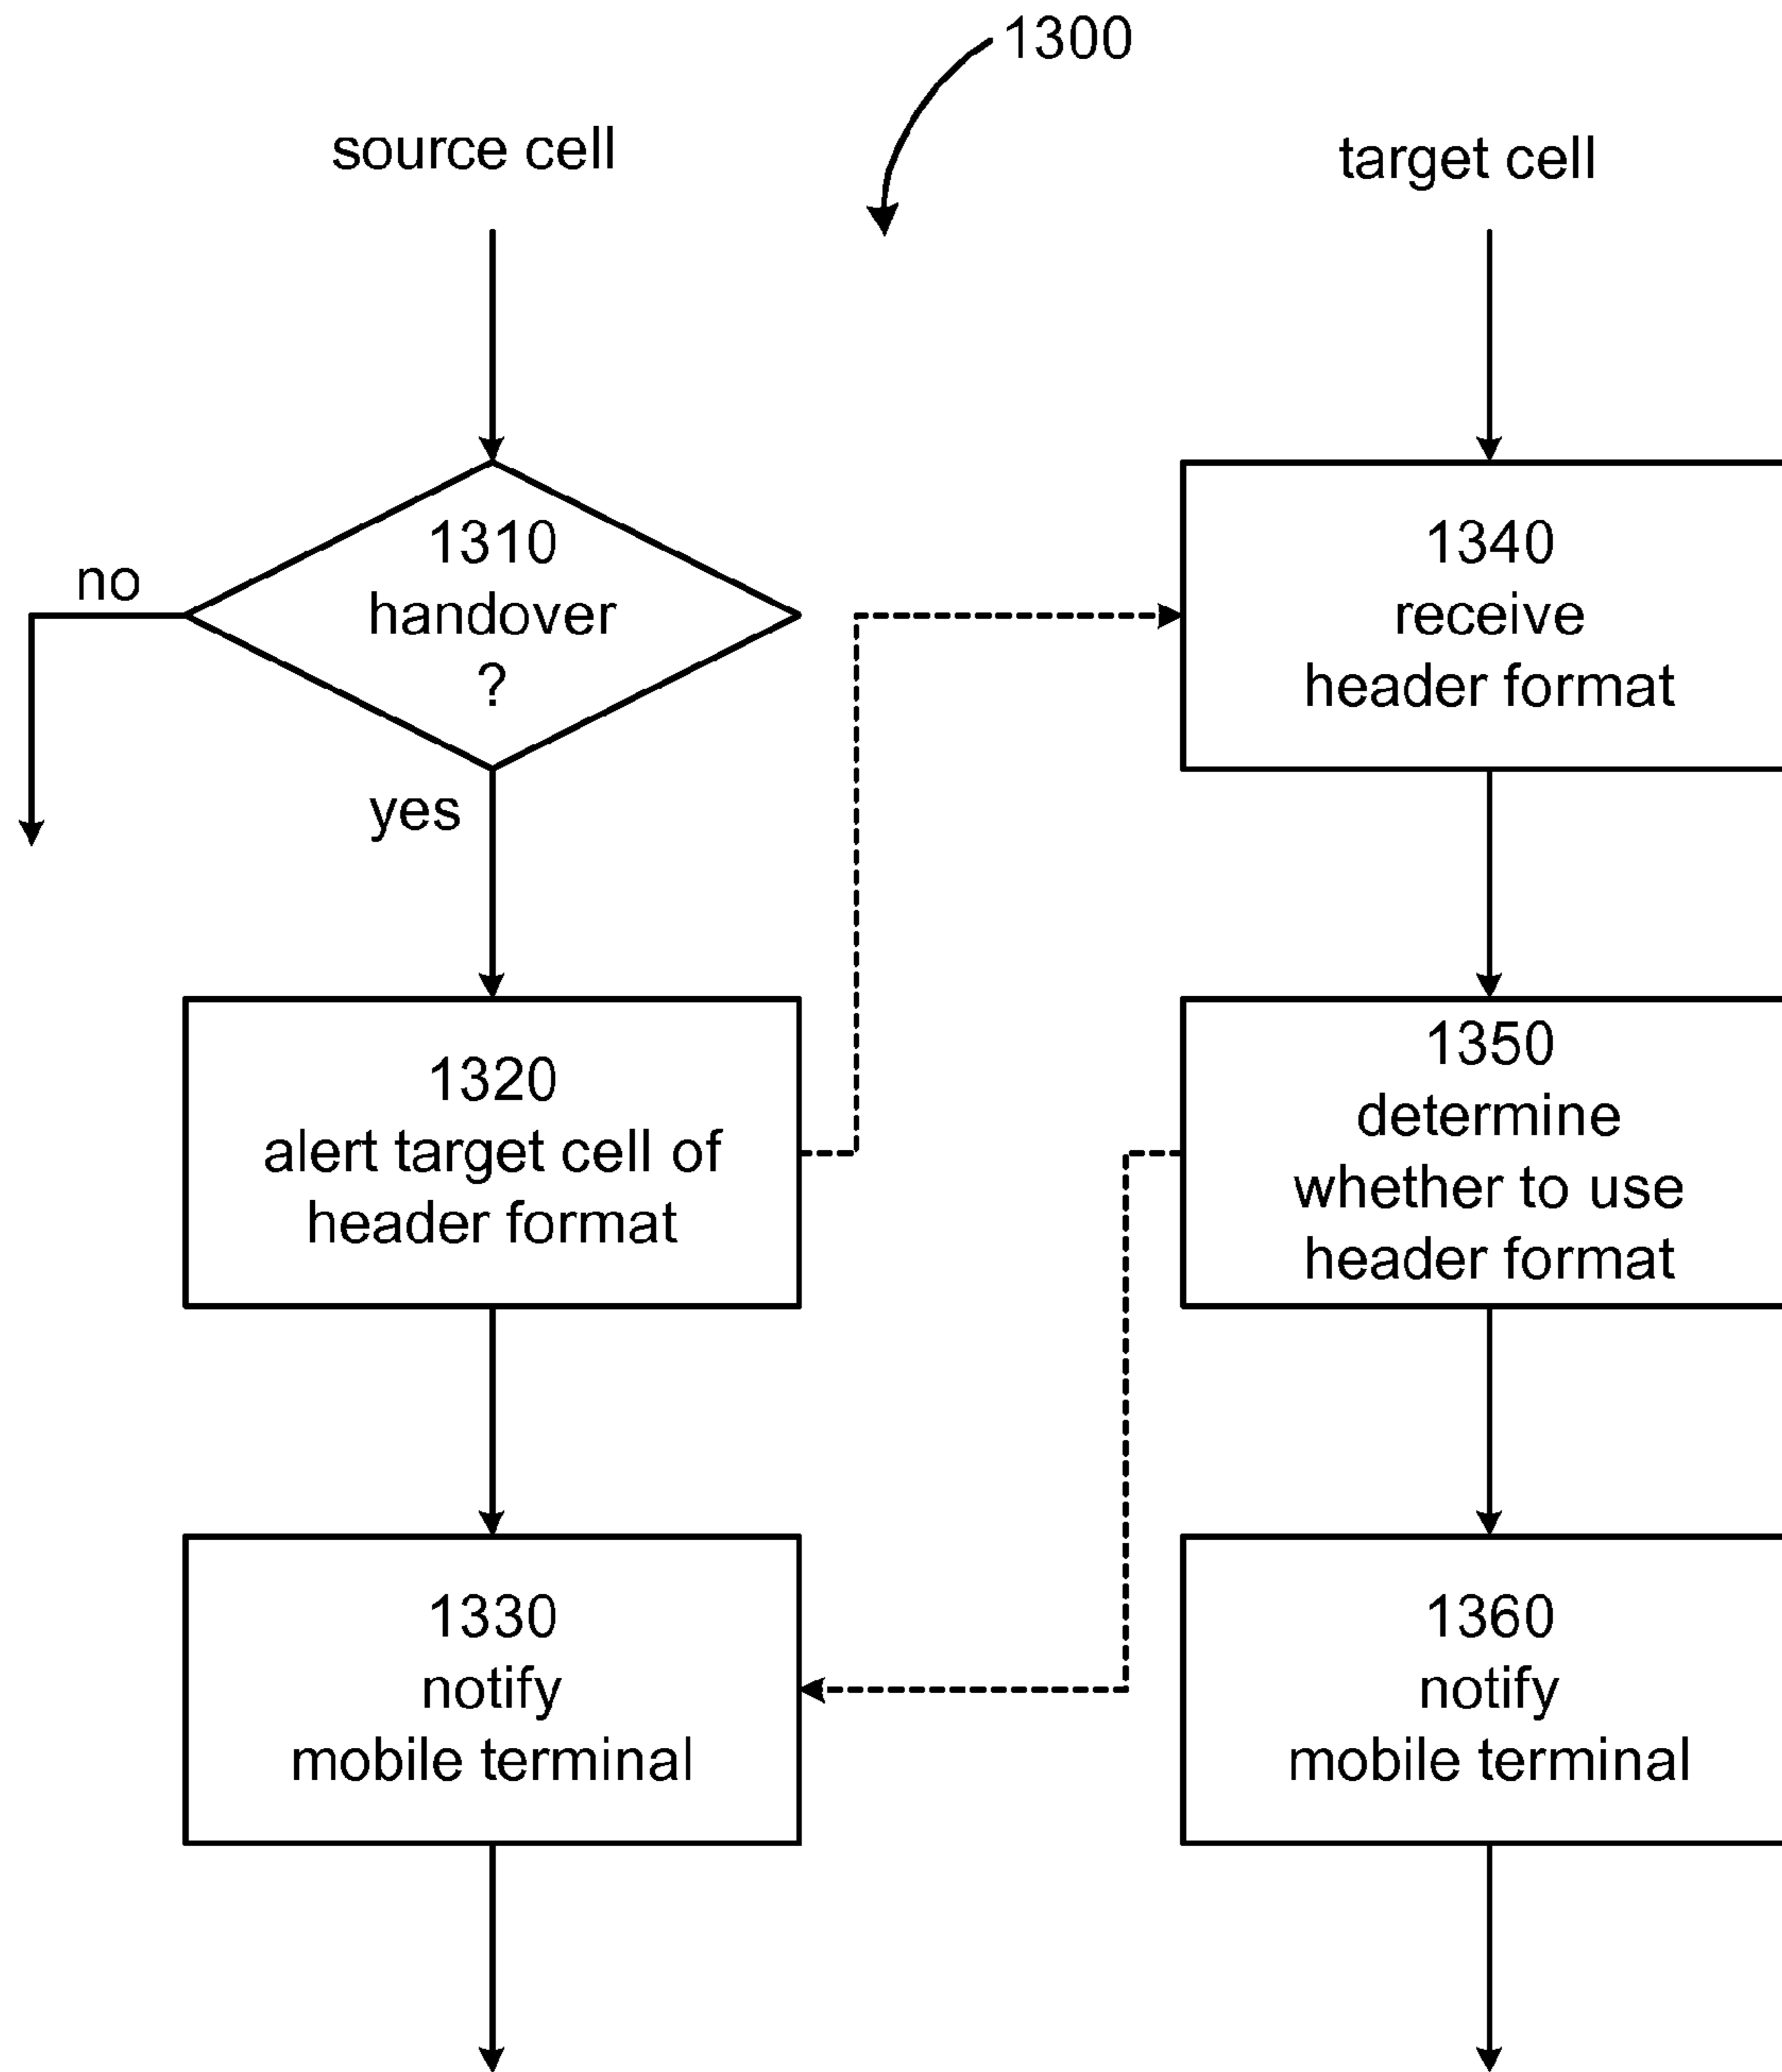 1300
source cell
target cell
1310
handover
?
no
yes
1320
alert target cell of
header format
1330
notify
mobile terminal
1340
receive
header format
1350
determine
whether to use
header format
1360
notify
mobile terminal